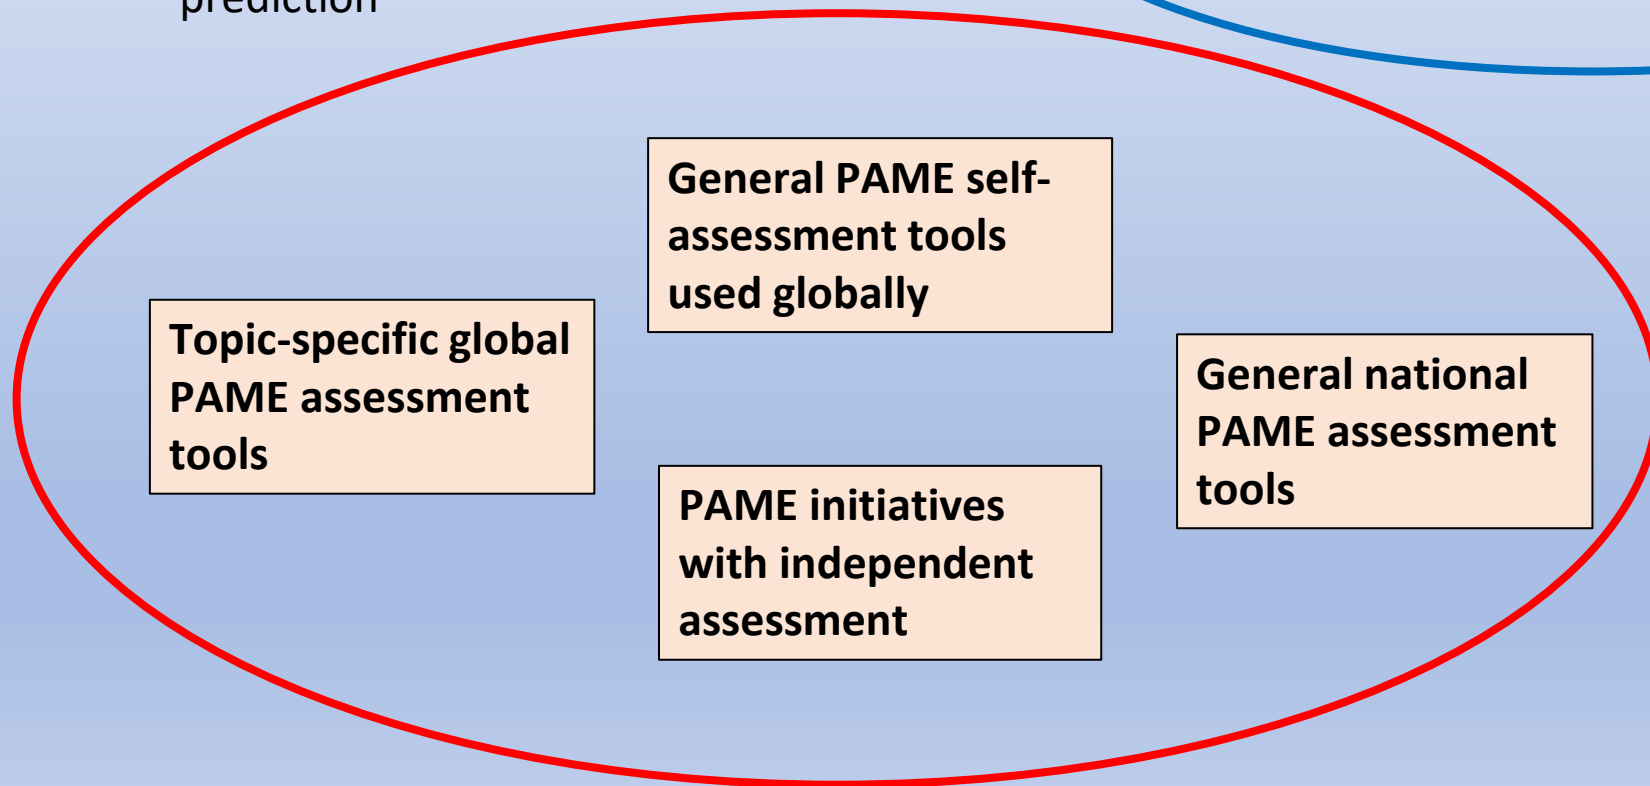 prediction
General PAME self-
assessment tools
used globally
Topic-specific global
PAME assessment
tools
General national
PAME assessment
tools
PAME initiatives
with independent
assessment